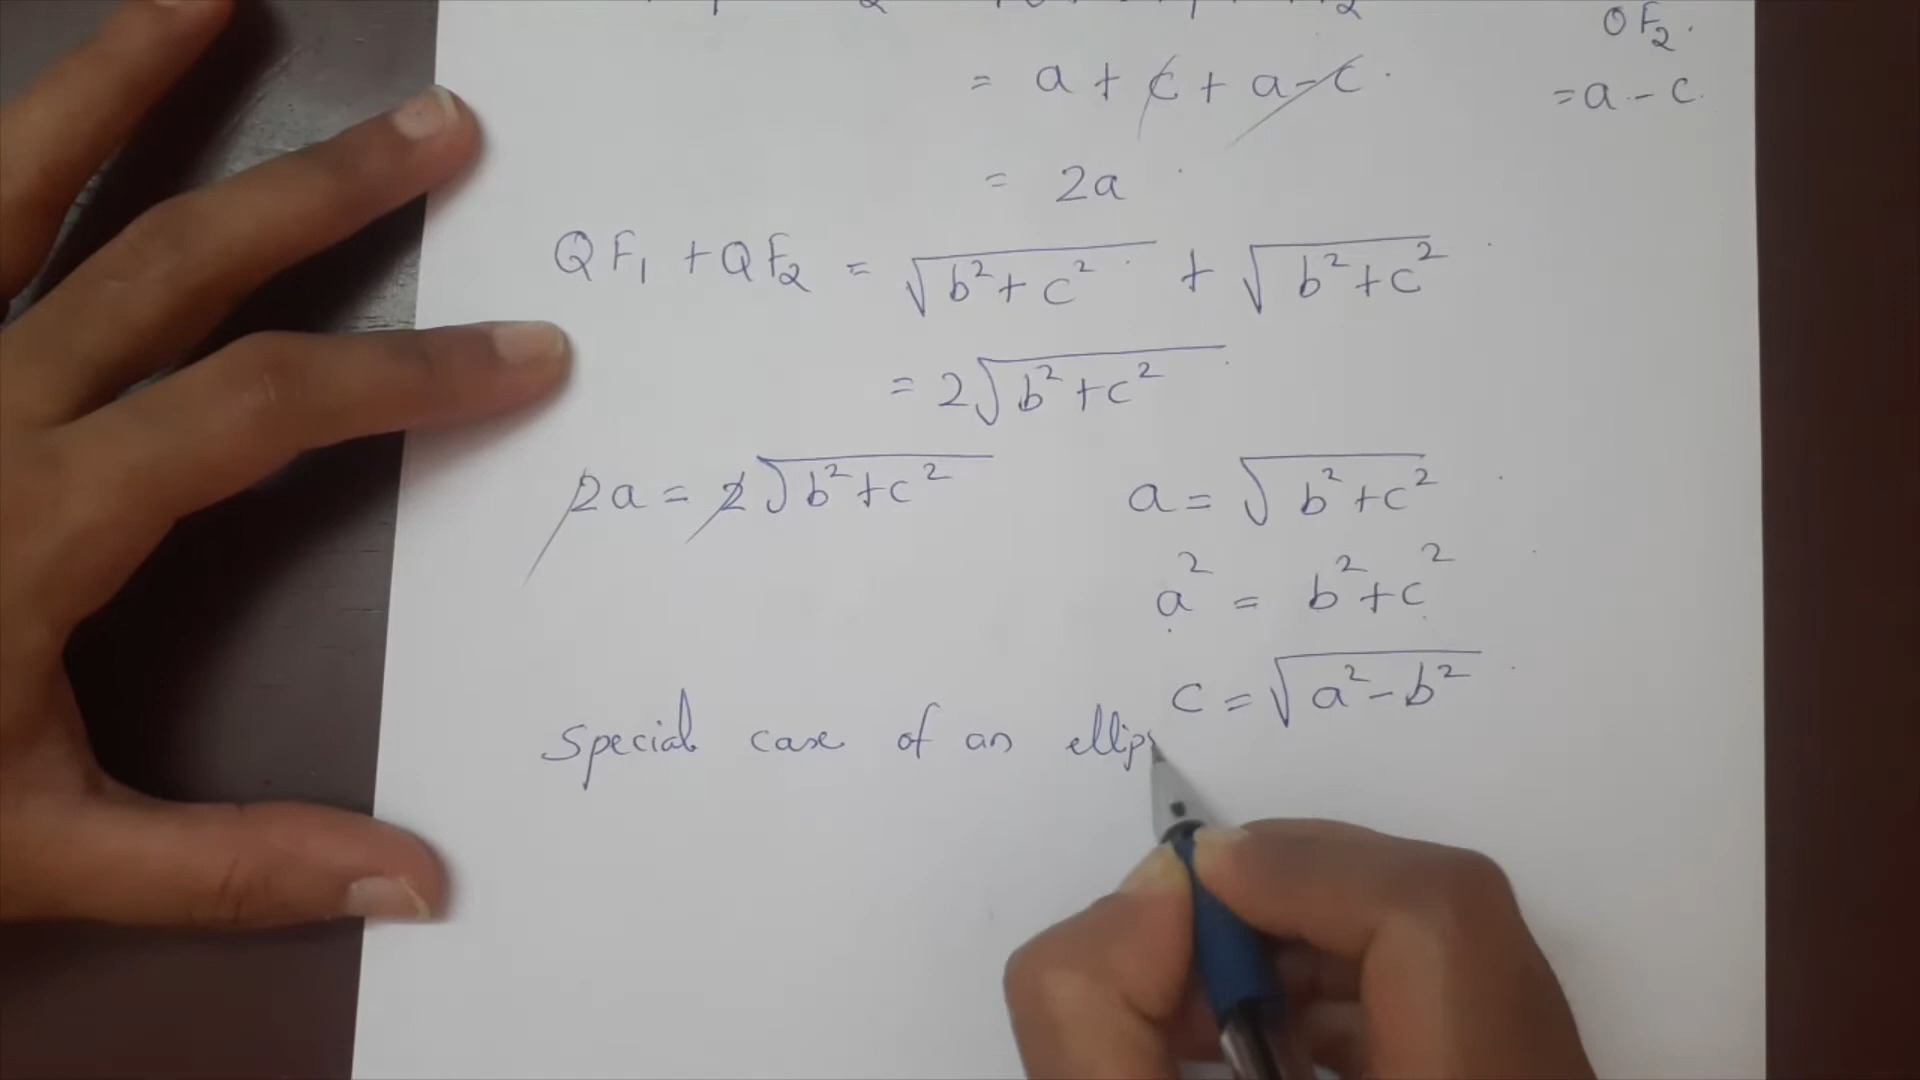 OF₂.
= a + c + a - c
= a - c
= 2a
QF₁ + QF₂ = √(b² + c²) + √(b² + c²)
= 2√(b² + c²)
2a = 2√(b² + c²)
a = √(b² + c²)
a² = b² + c²
c = √(a² - b²)
Special case of an ellips